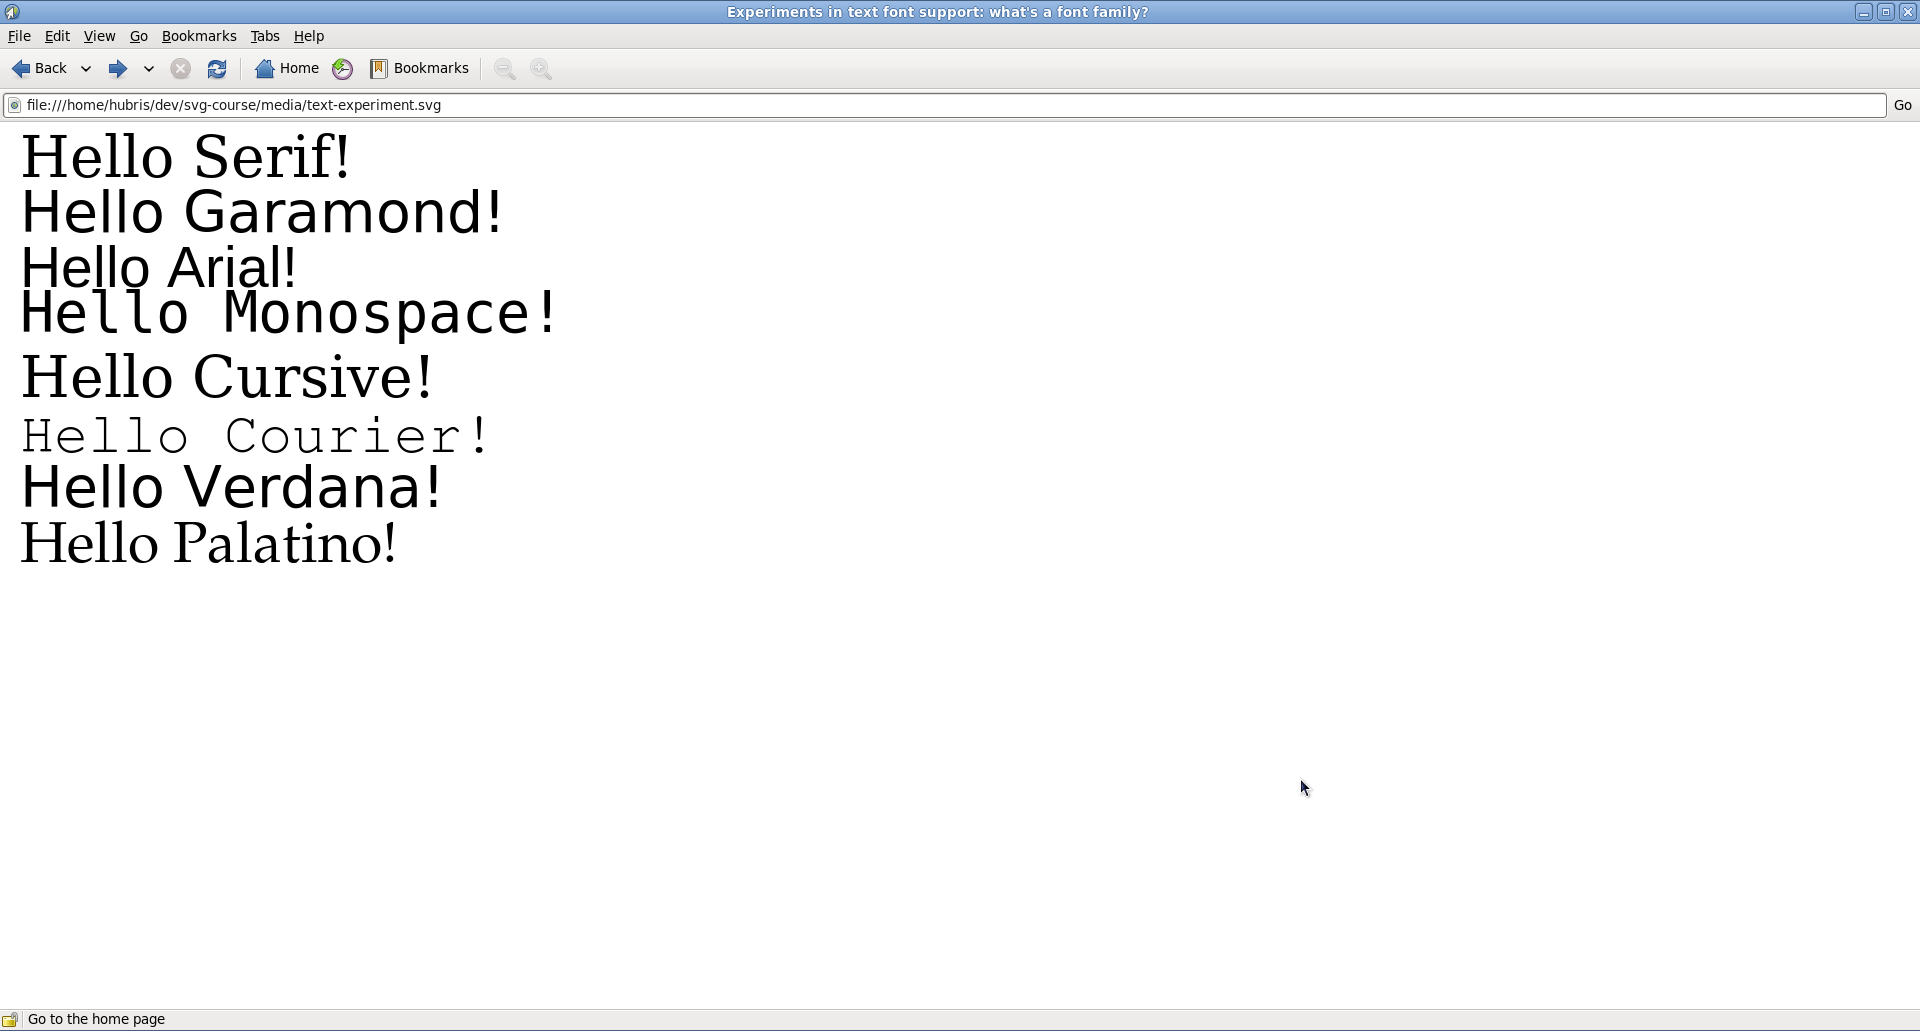 Experiments in text font support: what's a font family?
File Edit View Go Bookmarks Tabs Help
Back Home Bookmarks
file:///home/hubris/dev/svg-course/media/text-experiment.svg Go
Hello Serif!
Hello Garamond!
Hello Arial!
Hello Monospace!
Hello Cursive!
Hello Courier!
Hello Verdana!
Hello Palatino!
Go to the home page